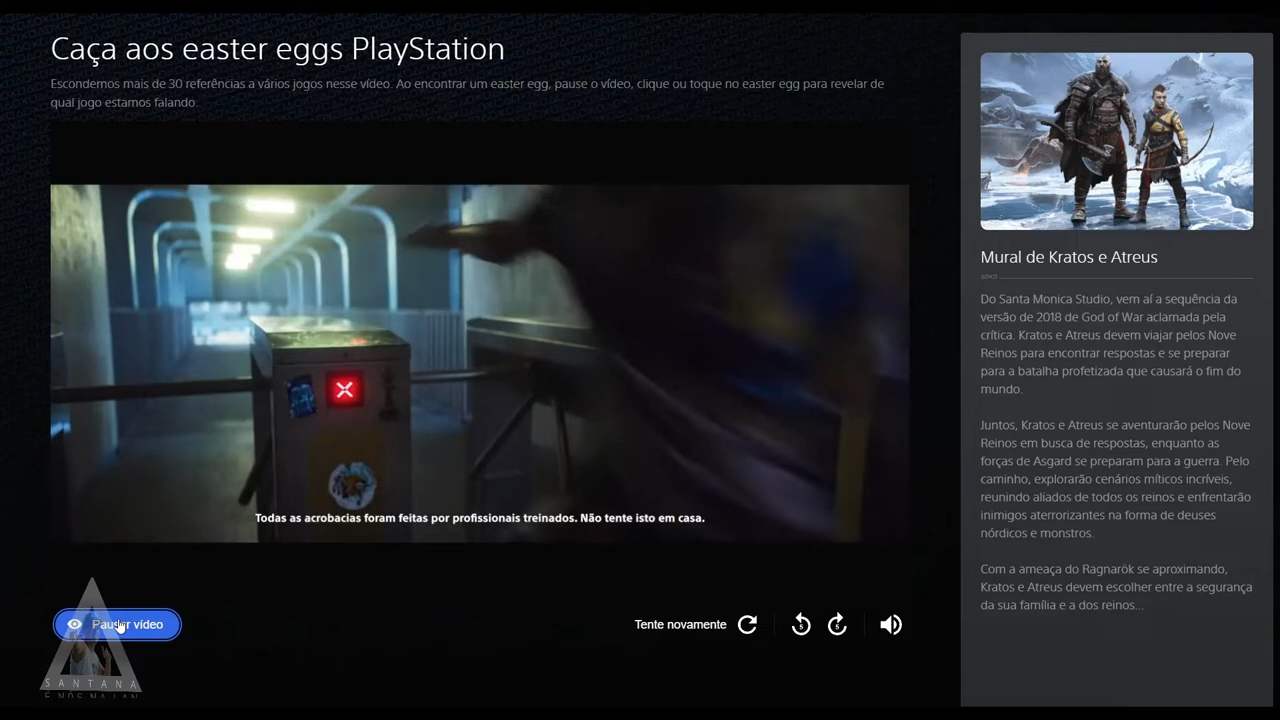 Caça aos easter eggs PlayStation
Escondemos mais de 30 referências a vários jogos nesse vídeo. Ao encontrar um easter egg, pause o vídeo, clique ou toque no easter egg para revelar de
qual jogo estamos falando.
Todas as acrobacias foram feitas por profissionais treinados. Não tente isto em casa.
Pausar vídeo
Tente novamente
5
5
SANTANA
É NÓS NA LAN
Mural de Kratos e Atreus
Do Santa Monica Studio, vem aí a sequência da
versão de 2018 de God of War aclamada pela
crítica. Kratos e Atreus devem viajar pelos Nove
Reinos para encontrar respostas e se preparar
para a batalha profetizada que causará o fim do
mundo.
Juntos, Kratos e Atreus se aventurarão pelos Nove
Reinos em busca de respostas, enquanto as
forças de Asgard se preparam para a guerra. Pelo
caminho, explorarão cenários míticos incríveis,
reunindo aliados de todos os reinos e enfrentarão
inimigos aterrorizantes na forma de deuses
nórdicos e monstros.
Com a ameaça do Ragnarök se aproximando,
Kratos e Atreus devem escolher entre a segurança
da sua família e a dos reinos...